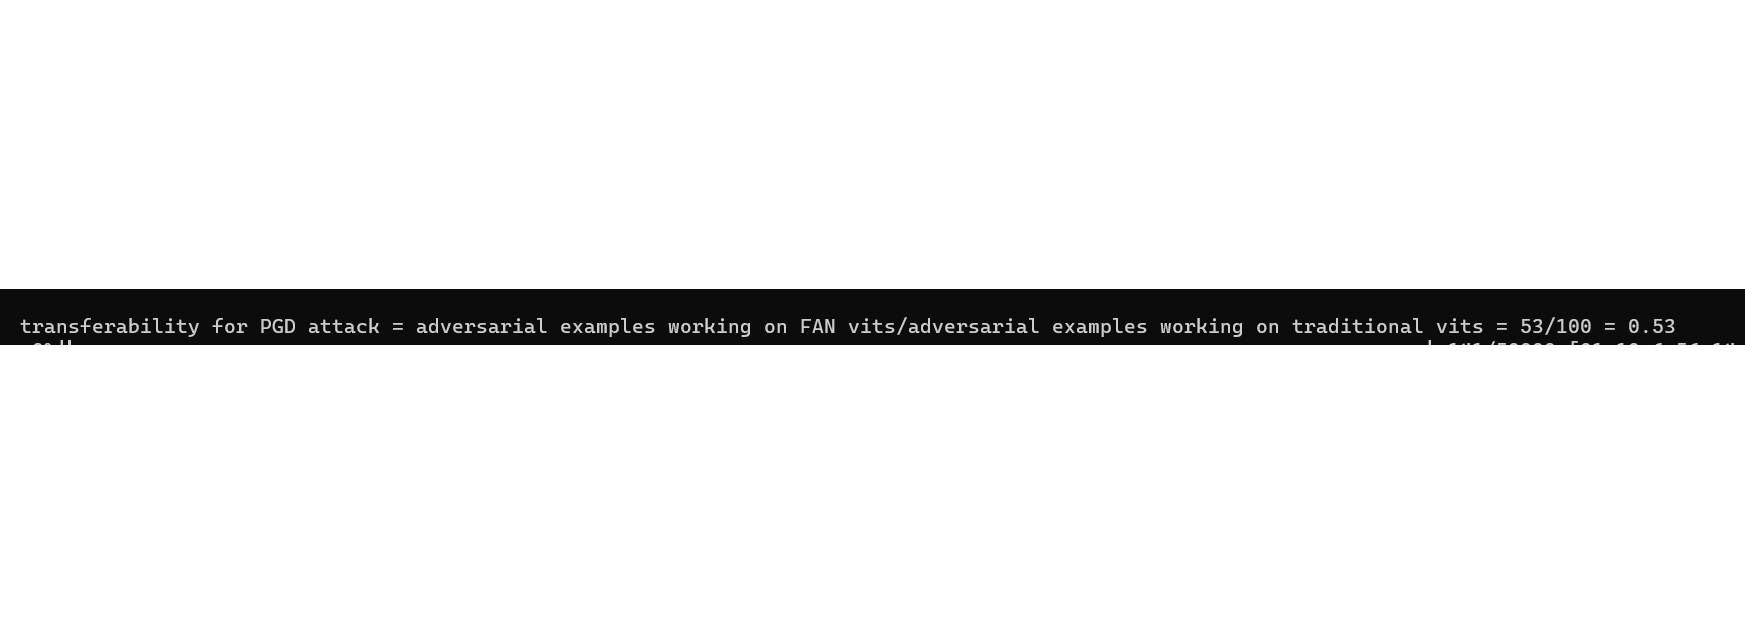 transferability for PGD attack = adversarial examples working on FAN vits/adversarial examples working on traditional vits = 53/100 = 0.53